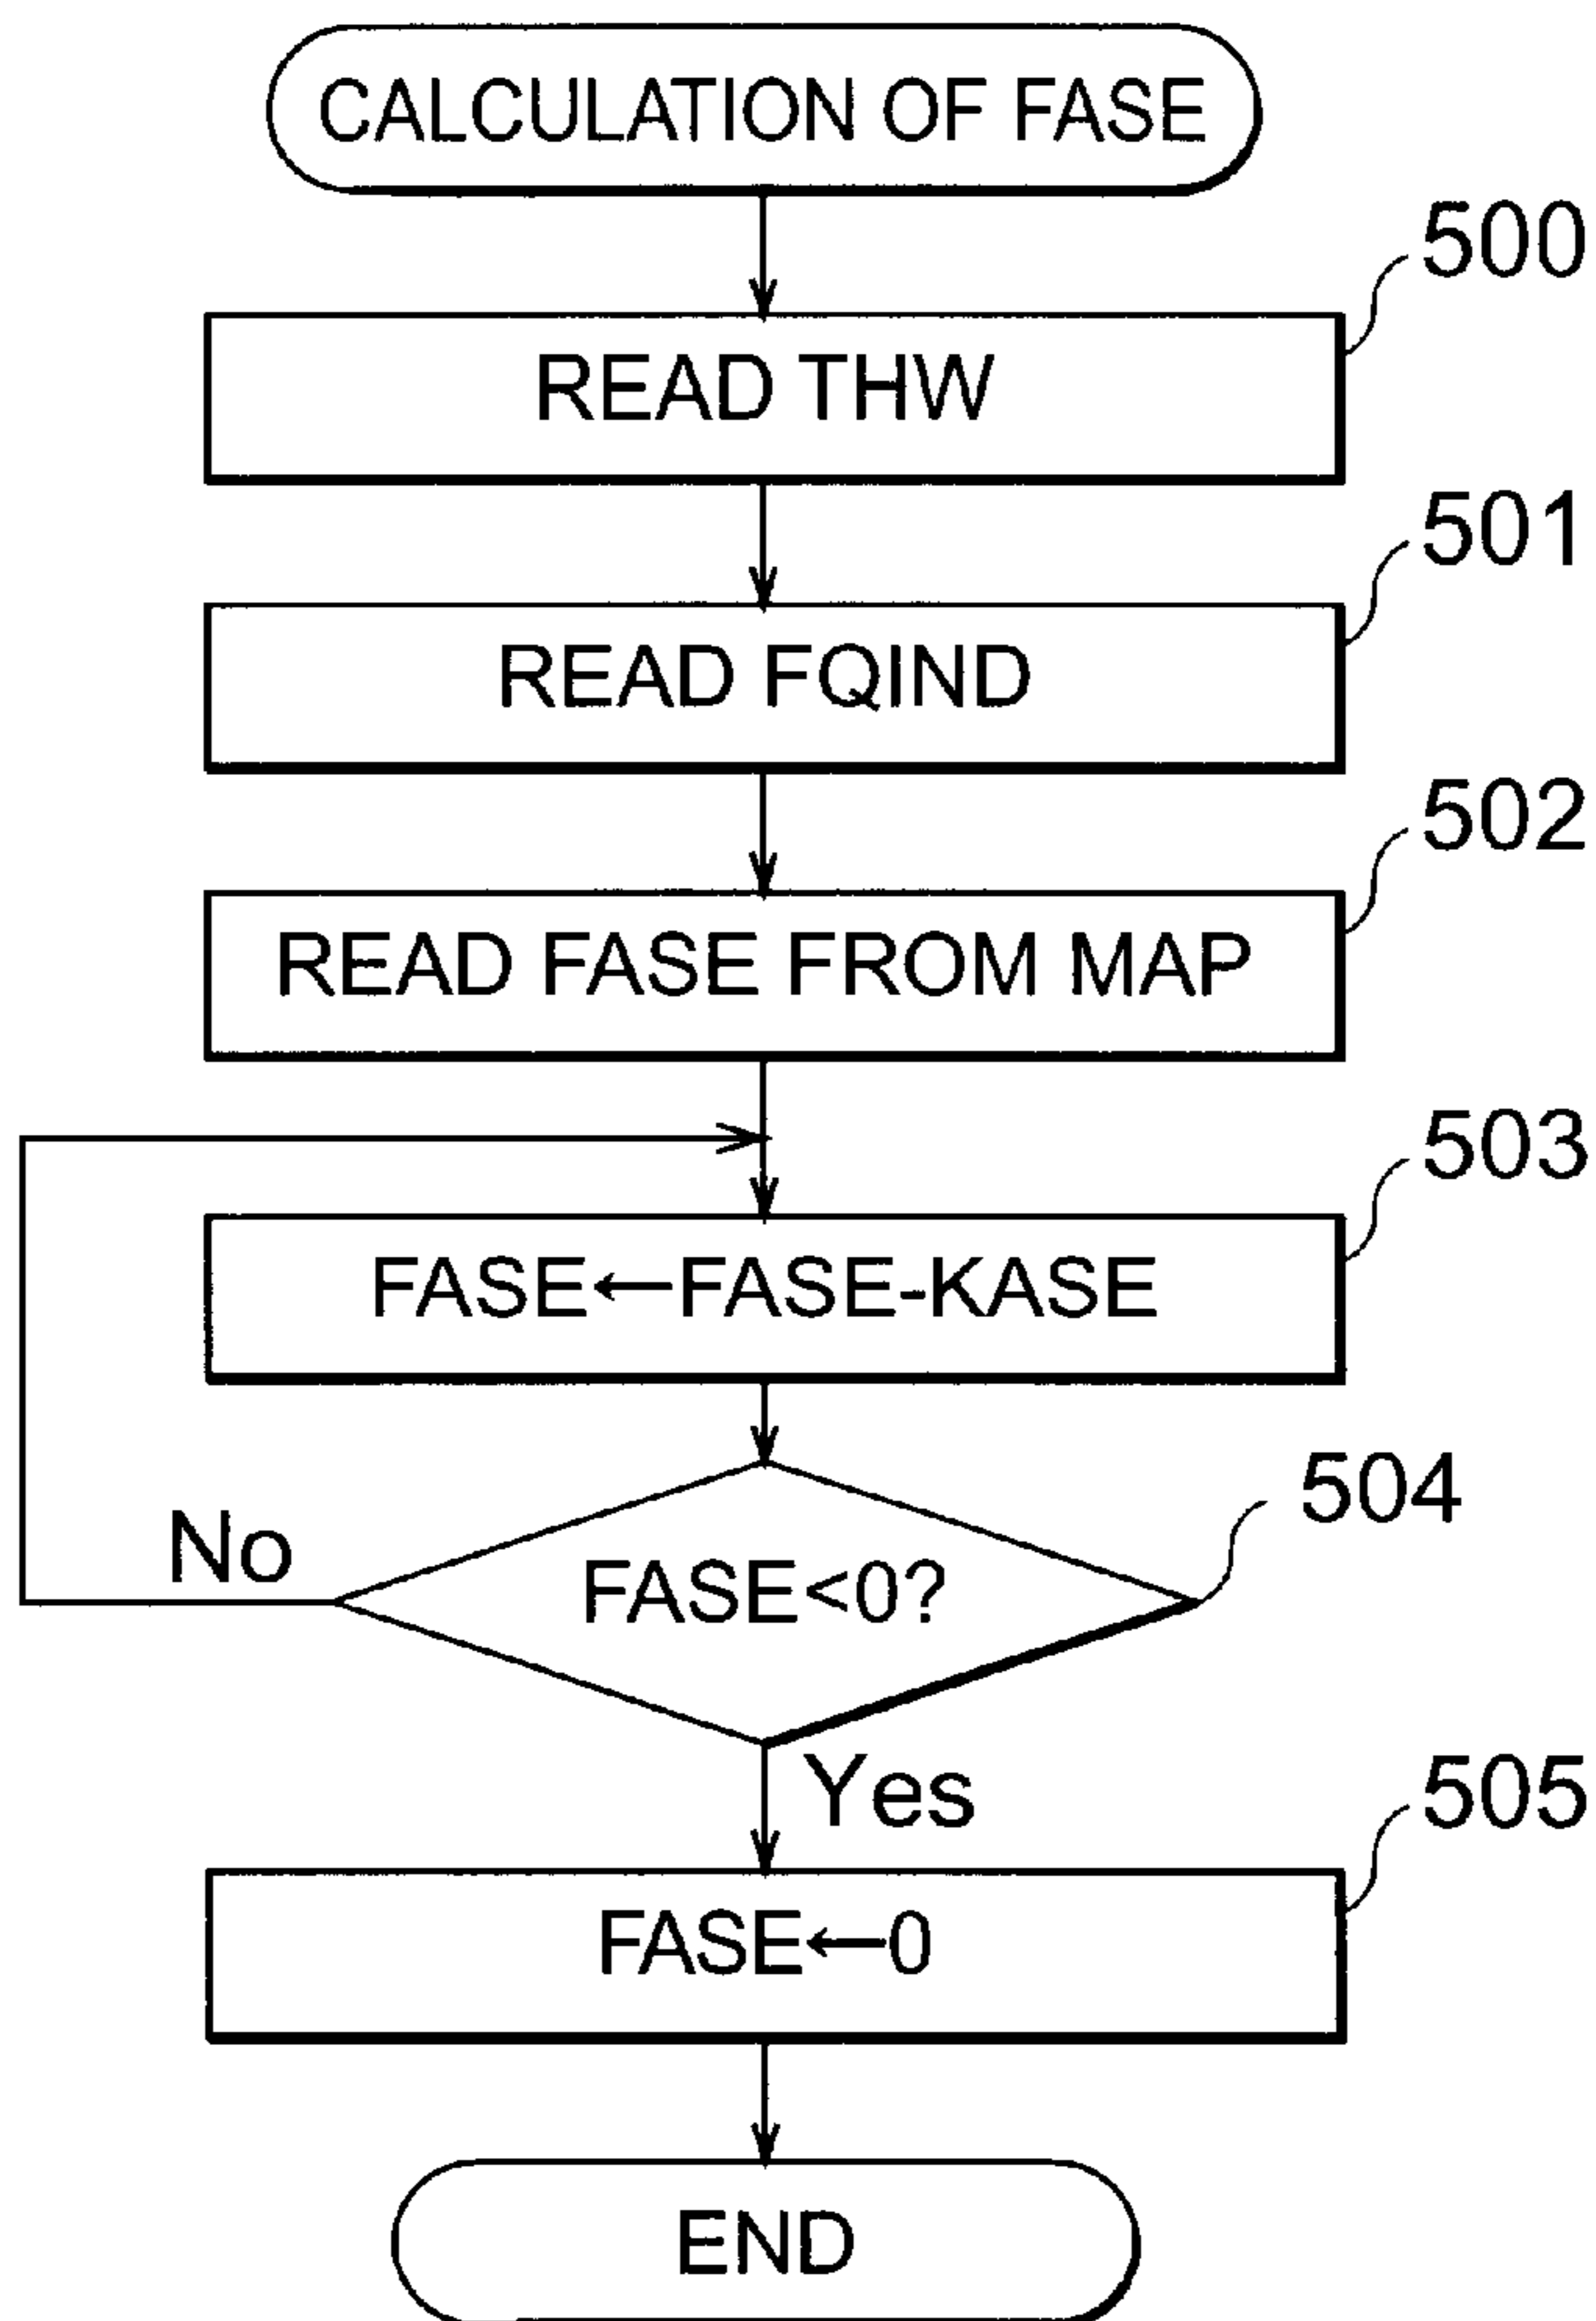 CALCULATION OF FASE
500
READ THW
501
READ FQIND
502
READ FASE FROM MAP
503
FASE←FASE-KASE
504
No
FASE<0?
Yes
505
FASE←0
END